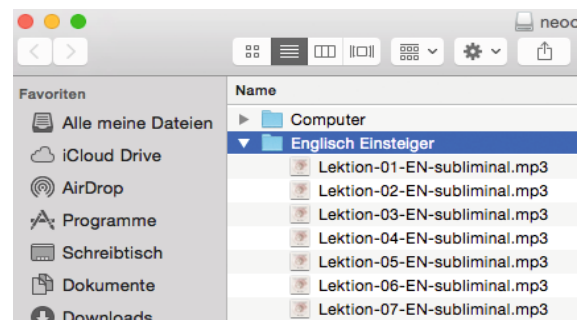 neoc
Favoriten
Alle meine Dateien
iCloud Drive
AirDrop
Programme
Schreibtisch
Dokumente
Downloads
Name
Computer
Englisch Einsteiger
Lektion-01-EN-subliminal.mp3
Lektion-02-EN-subliminal.mp3
Lektion-03-EN-subliminal.mp3
Lektion-04-EN-subliminal.mp3
Lektion-05-EN-subliminal.mp3
Lektion-06-EN-subliminal.mp3
Lektion-07-EN-subliminal.mp3